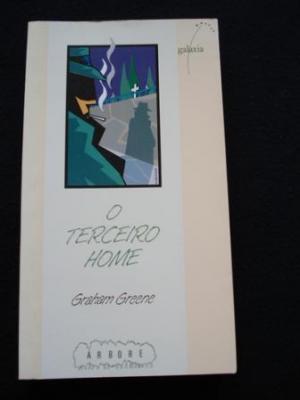 galaxia
O
TERCEIRO
HOME
Graham Greene
ARBORE